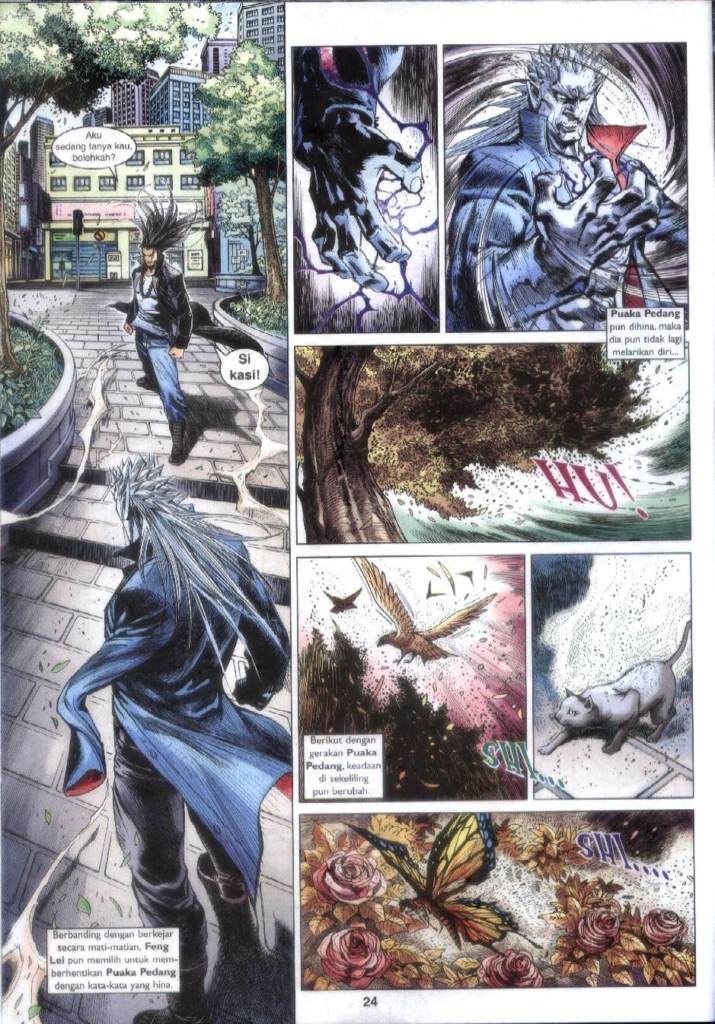 Aku
sedang tanya kau,
bolehkah?
Si
kasi!
Berbanding dengan berkejar
secara mati-matian, Feng
Lei pun memilih untuk mem-
berhentikan Puaka Pedang
dengan kata-kata yang hina.
Puaka Pedang
pun dihina, maka
dia pun tidak lagi
melarikan diri...
HU!
Berikut dengan
gerakan Puaka
Pedang, keadaan
di sekeliling
pun berubah...
SHI....
SHI.....
24